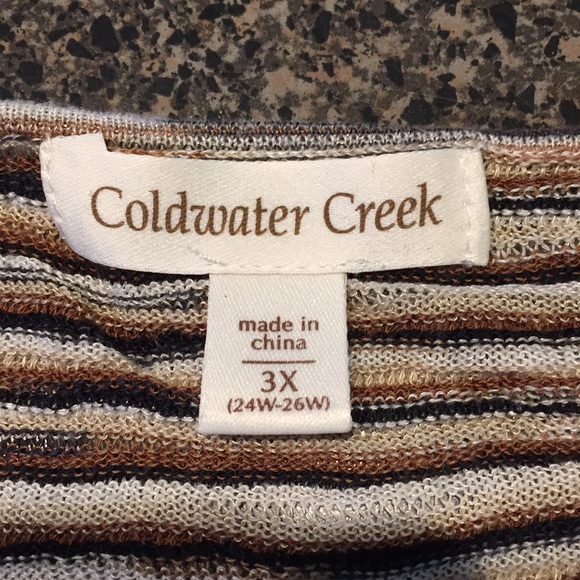 Coldwater Creek
made in
china
3X
(24W-26W)